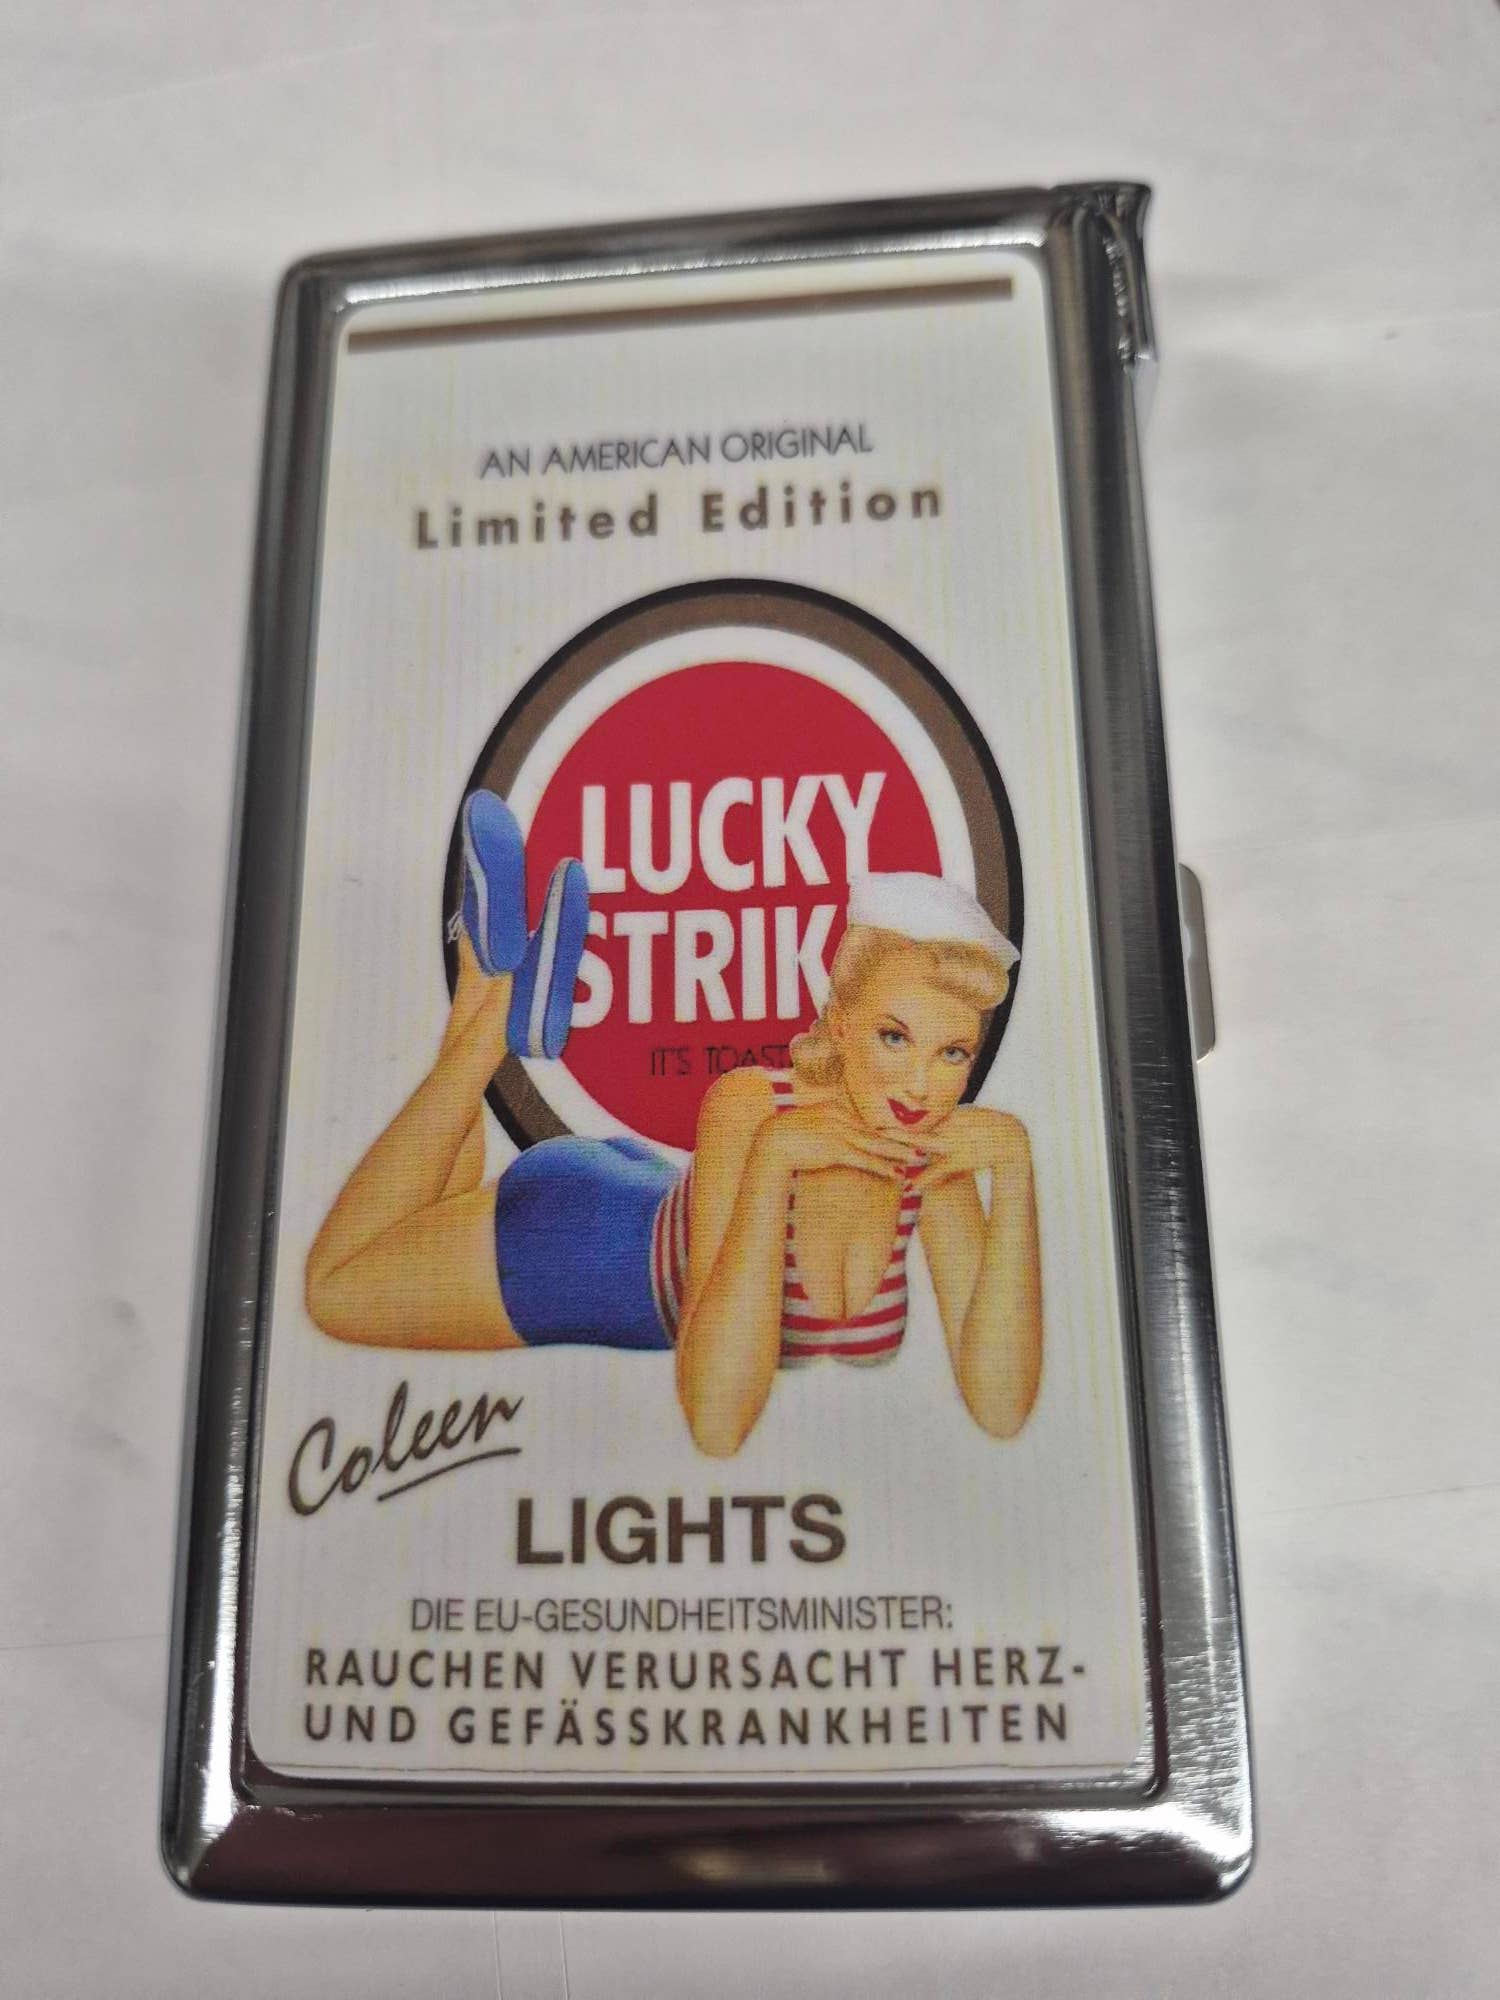 AN AMERICAN ORIGINAL
Limited Edition
LUCKY
STRIK
IT'S TOAST
Coleen
LIGHTS
DIE EU-GESUNDHEITSMINISTER:
RAUCHEN VERURSACHT HERZ-
UND GEFÄSSKRANKHEITEN